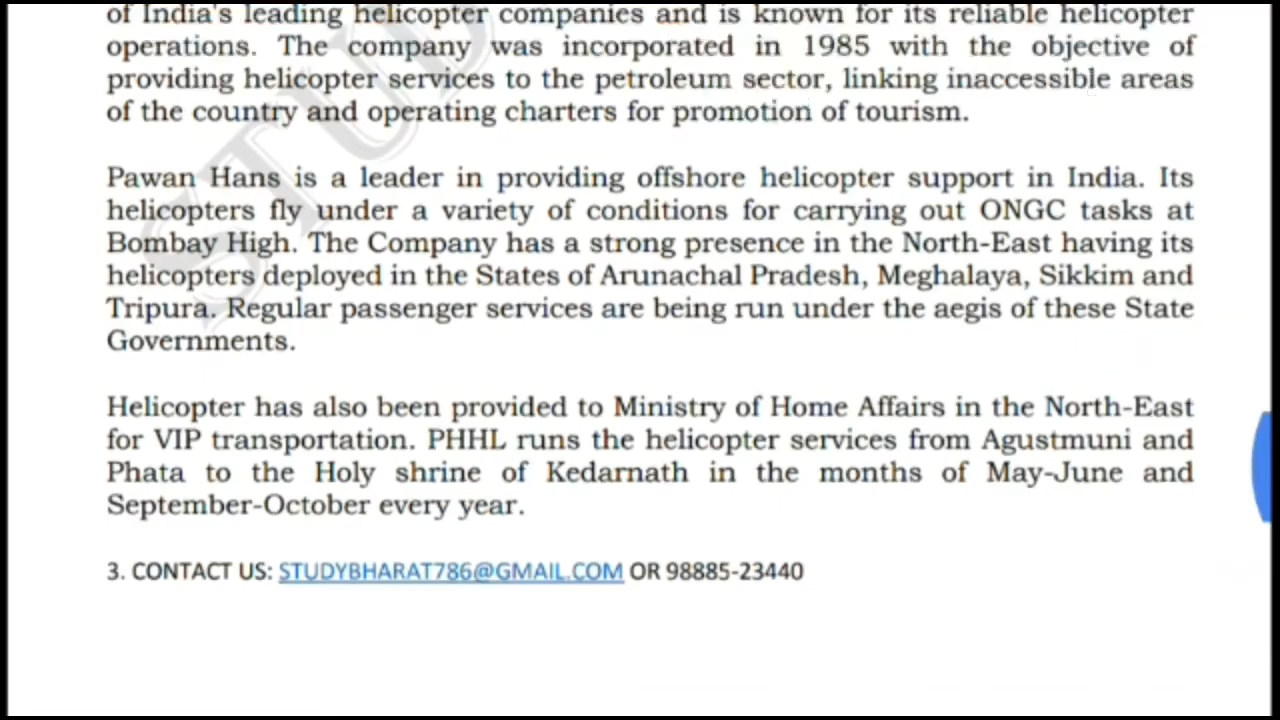 of India's leading helicopter companies and is known for its reliable helicopter
operations. The company was incorporated in 1985 with the objective of
providing helicopter services to the petroleum sector, linking inaccessible areas
of the country and operating charters for promotion of tourism.
Pawan Hans is a leader in providing offshore helicopter support in India. Its
helicopters fly under a variety of conditions for carrying out ONGC tasks at
Bombay High. The Company has a strong presence in the North-East having its
helicopters deployed in the States of Arunachal Pradesh, Meghalaya, Sikkim and
Tripura. Regular passenger services are being run under the aegis of these State
Governments.
Helicopter has also been provided to Ministry of Home Affairs in the North-East
for VIP transportation. PHHL runs the helicopter services from Agustmuni and
Phata to the Holy shrine of Kedarnath in the months of May-June and
September-October every year.
3. CONTACT US: STUDYBHARAT786@GMAIL.COM OR 98885-23440
STUD